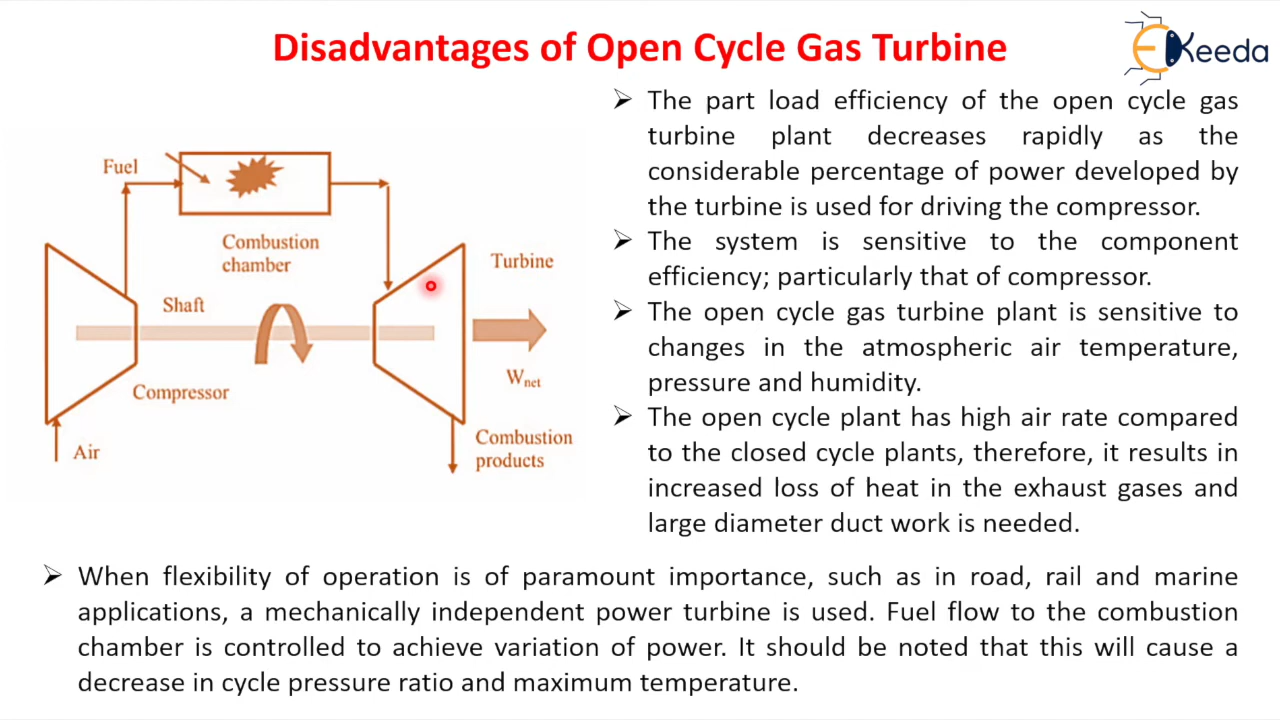 Disadvantages of Open Cycle Gas Turbine
EKeeda
➢ The part load efficiency of the open cycle gas
turbine plant decreases rapidly as the
considerable percentage of power developed by
the turbine is used for driving the compressor.
➢ The system is sensitive to the component
efficiency; particularly that of compressor.
➢ The open cycle gas turbine plant is sensitive to
changes in the atmospheric air temperature,
pressure and humidity.
➢ The open cycle plant has high air rate compared
to the closed cycle plants, therefore, it results in
increased loss of heat in the exhaust gases and
large diameter duct work is needed.
Fuel
Combustion
chamber
Turbine
Shaft
Wnet
Compressor
Air
Combustion
products
➢ When flexibility of operation is of paramount importance, such as in road, rail and marine
applications, a mechanically independent power turbine is used. Fuel flow to the combustion
chamber is controlled to achieve variation of power. It should be noted that this will cause a
decrease in cycle pressure ratio and maximum temperature.